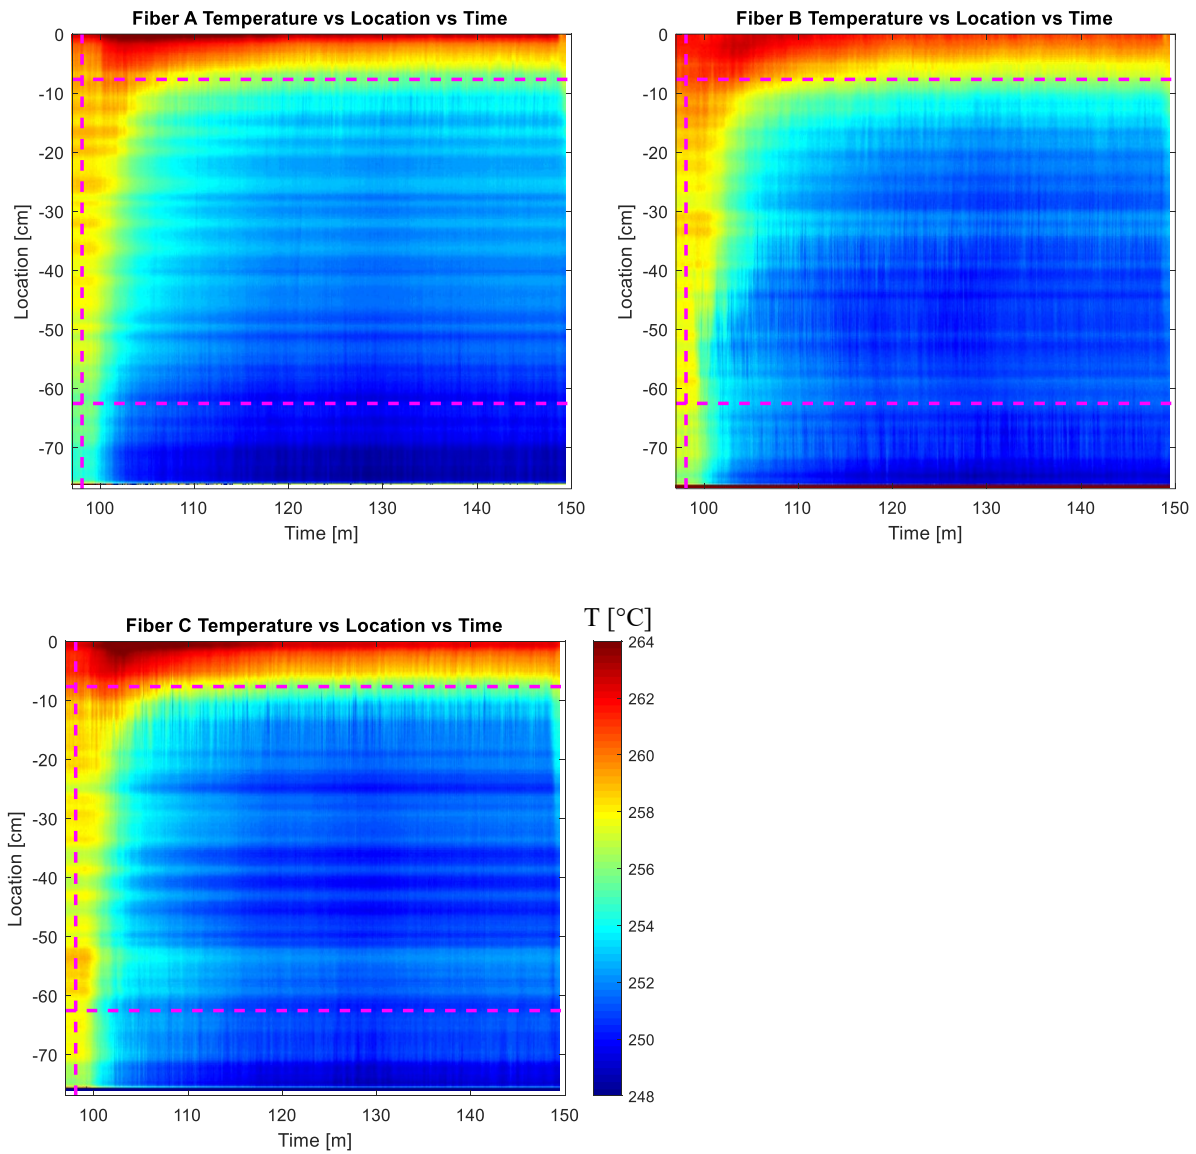 Fiber A Temperature vs Location vs Time
0
-10
-20
-30
-40
-50
-60
-70
Location [cm]
100 110 120 130 140 150
Time [m]
Fiber B Temperature vs Location vs Time
0
-10
-20
-30
-40
-50
-60
-70
Location [cm]
100 110 120 130 140 150
Time [m]
Fiber C Temperature vs Location vs Time
0
-10
-20
-30
-40
-50
-60
-70
Location [cm]
100 110 120 130 140 150
Time [m]
T [°C]
264
262
260
258
256
254
252
250
248